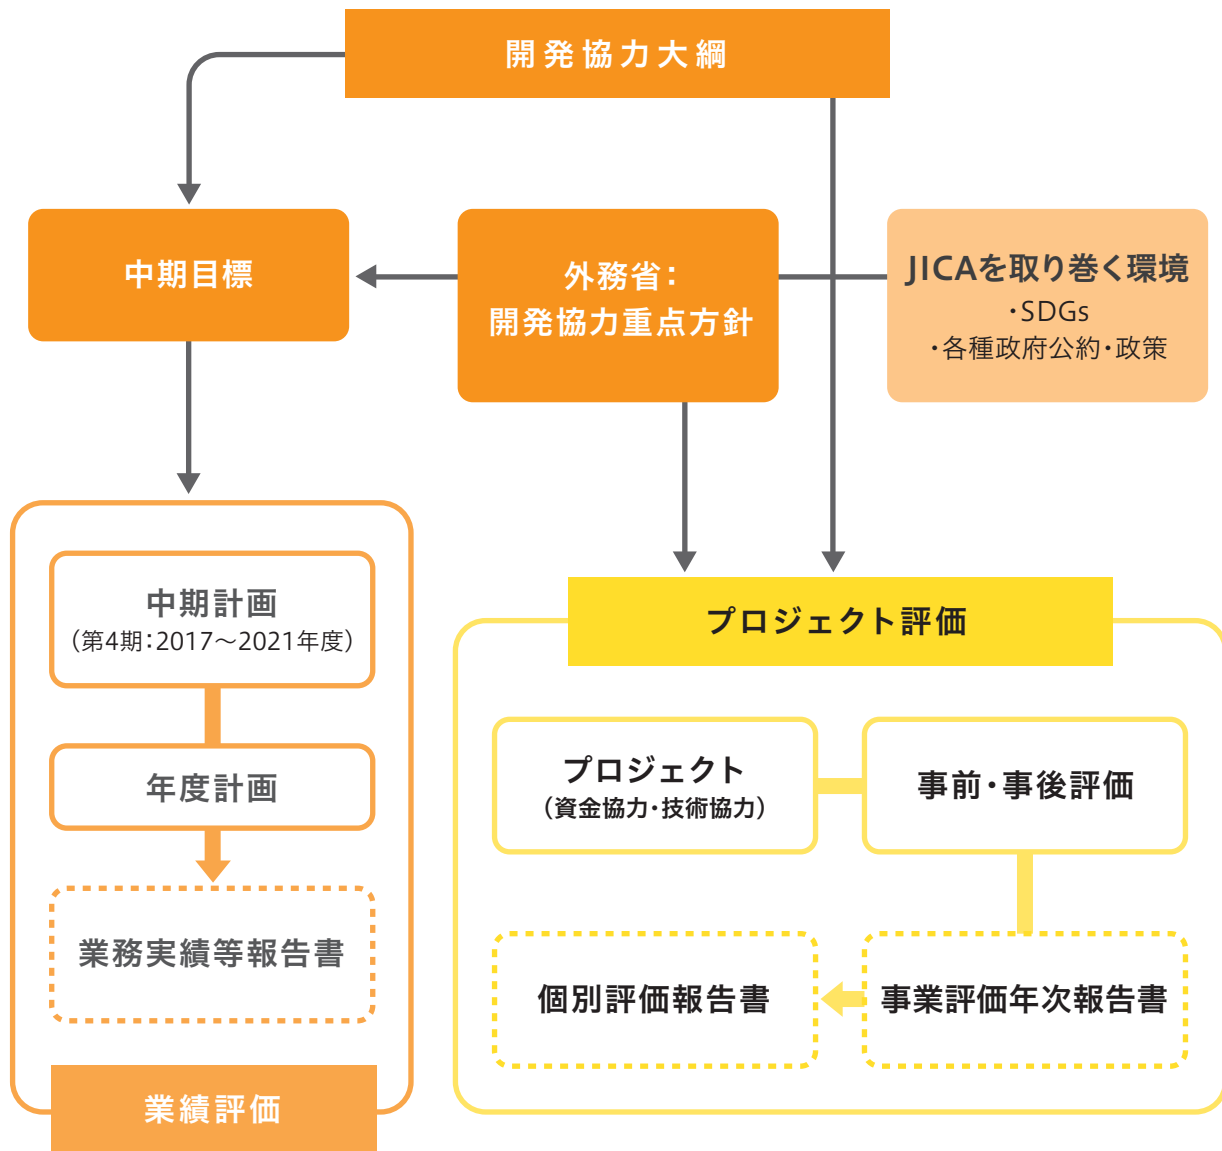 開発協力大綱
中期目標
外務省：
開発協力重点方針
JICAを取り巻く環境
・SDGs
・各種政府公約・政策
中期計画
（第4期：2017～2021年度）
年度計画
業務実績等報告書
業績評価
プロジェクト評価
プロジェクト
（資金協力・技術協力）
事前・事後評価
個別評価報告書
事業評価年次報告書